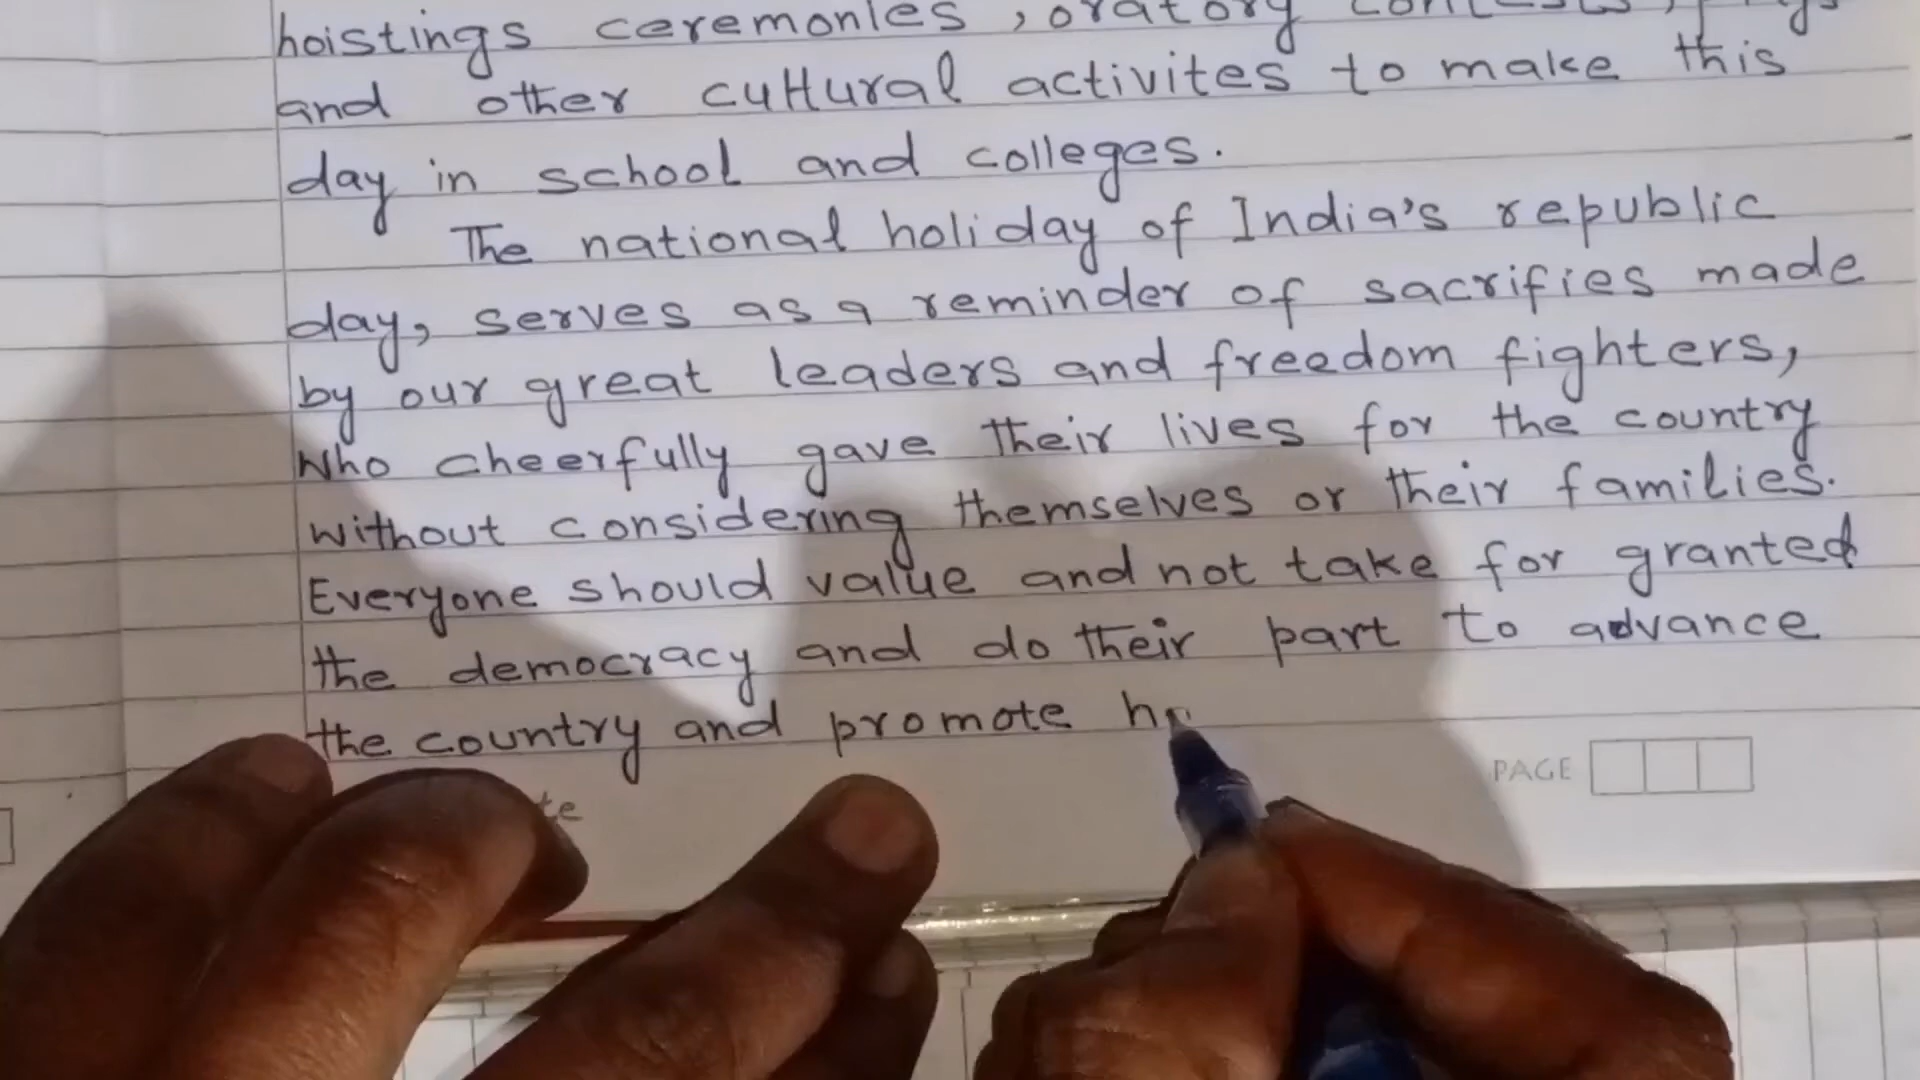 hoistings ceremonies, oratory contests,
and other cultural activites to make this
day in school and colleges.
The national holiday of India's republic
day, serves as a reminder of sacrifies made
by our great leaders and freedom fighters,
Who cheerfully gave their lives for the country
without considering themselves or their families.
Everyone should value and not take for granted
the democracy and do their part to advance
the country and promote
PAGE